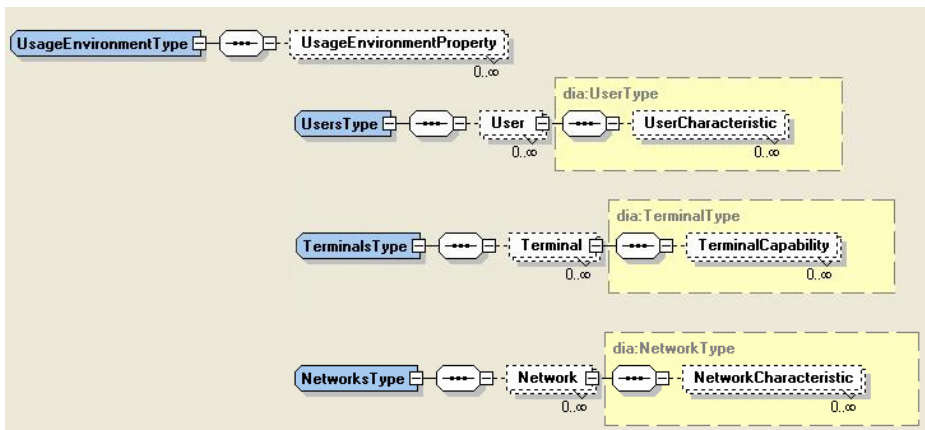 UsageEnvironmentType
UsageEnvironmentProperty
0..∞
dia:UserType
UsersType
User
UserCharacteristic
0..∞
0..∞
dia:TerminalType
TerminalsType
Terminal
TerminalCapability
0..∞
0..∞
dia:NetworkType
NetworksType
Network
NetworkCharacteristic
0..∞
0..∞